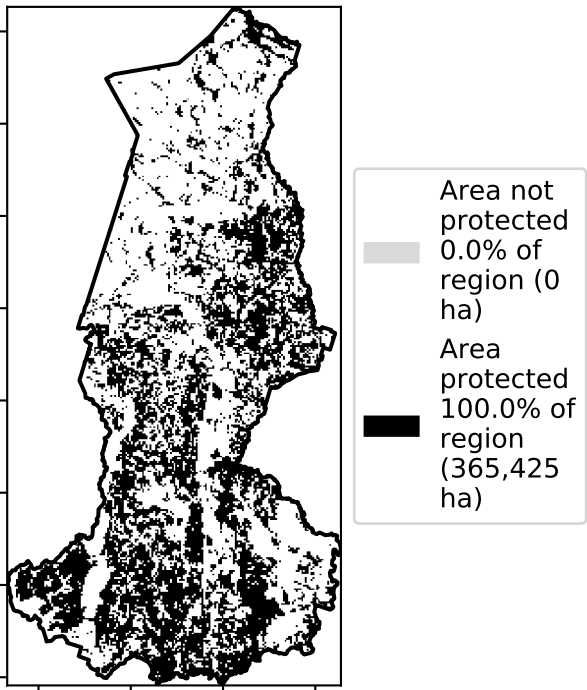 Area not
protected
0.0% of
region (0
ha)
Area
protected
100.0% of
region
(365,425
ha)